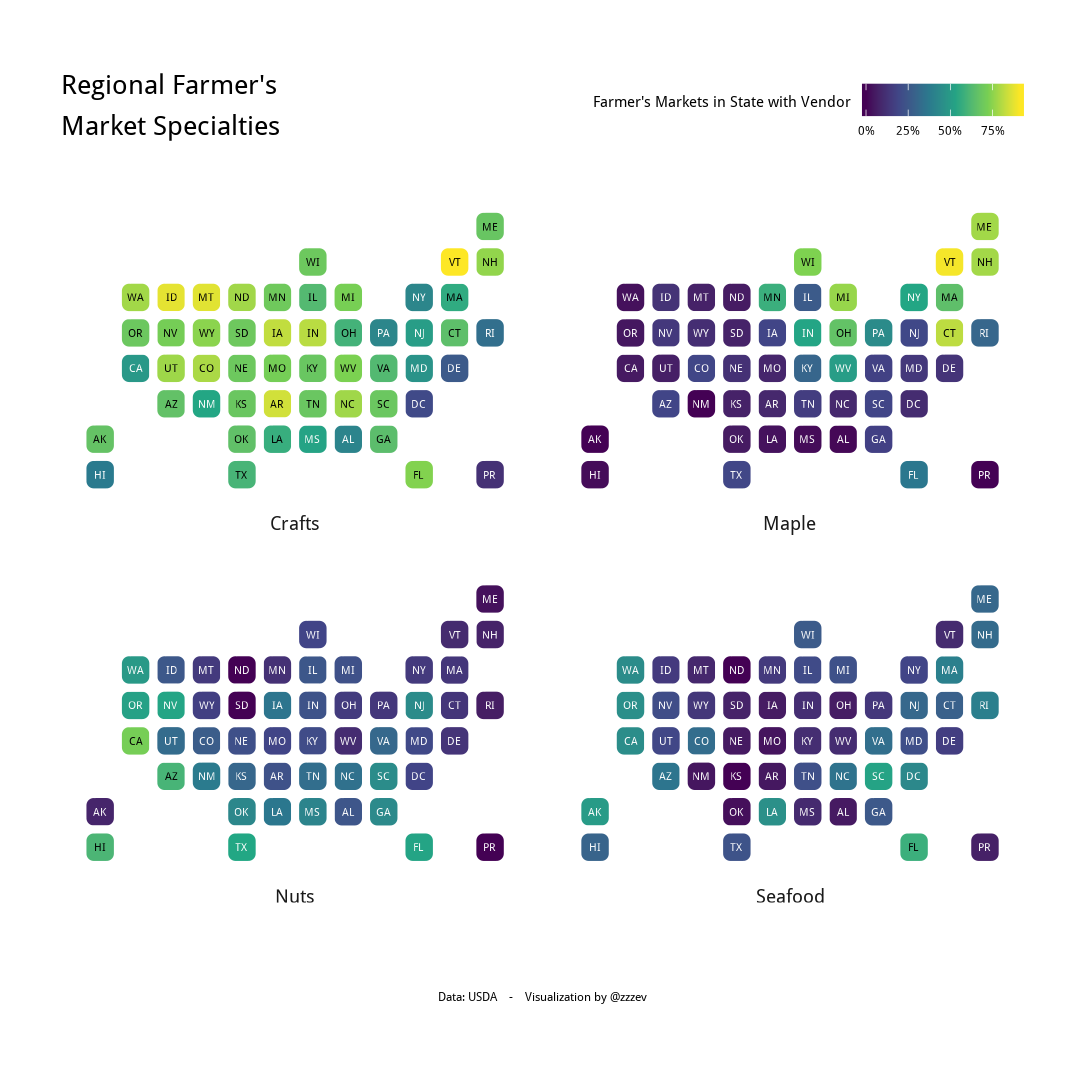 Regional Farmer's
Market Specialties
Farmer's Markets in State with Vendor
0% 25% 50% 75%
ME
WI VT NH
WA ID MT ND MN IL MI NY MA
OR NV WY SD IA IN OH PA NJ CT RI
CA UT CO NE MO KY WV VA MD DE
AZ NM KS AR TN NC SC DC
AK OK LA MS AL GA
HI TX FL PR
Crafts
ME
WI VT NH
WA ID MT ND MN IL MI NY MA
OR NV WY SD IA IN OH PA NJ CT RI
CA UT CO NE MO KY WV VA MD DE
AZ NM KS AR TN NC SC DC
AK OK LA MS AL GA
HI TX FL PR
Maple
ME
WI VT NH
WA ID MT ND MN IL MI NY MA
OR NV WY SD IA IN OH PA NJ CT RI
CA UT CO NE MO KY WV VA MD DE
AZ NM KS AR TN NC SC DC
AK OK LA MS AL GA
HI TX FL PR
Nuts
ME
WI VT NH
WA ID MT ND MN IL MI NY MA
OR NV WY SD IA IN OH PA NJ CT RI
CA UT CO NE MO KY WV VA MD DE
AZ NM KS AR TN NC SC DC
AK OK LA MS AL GA
HI TX FL PR
Seafood
Data: USDA - Visualization by @zzzev